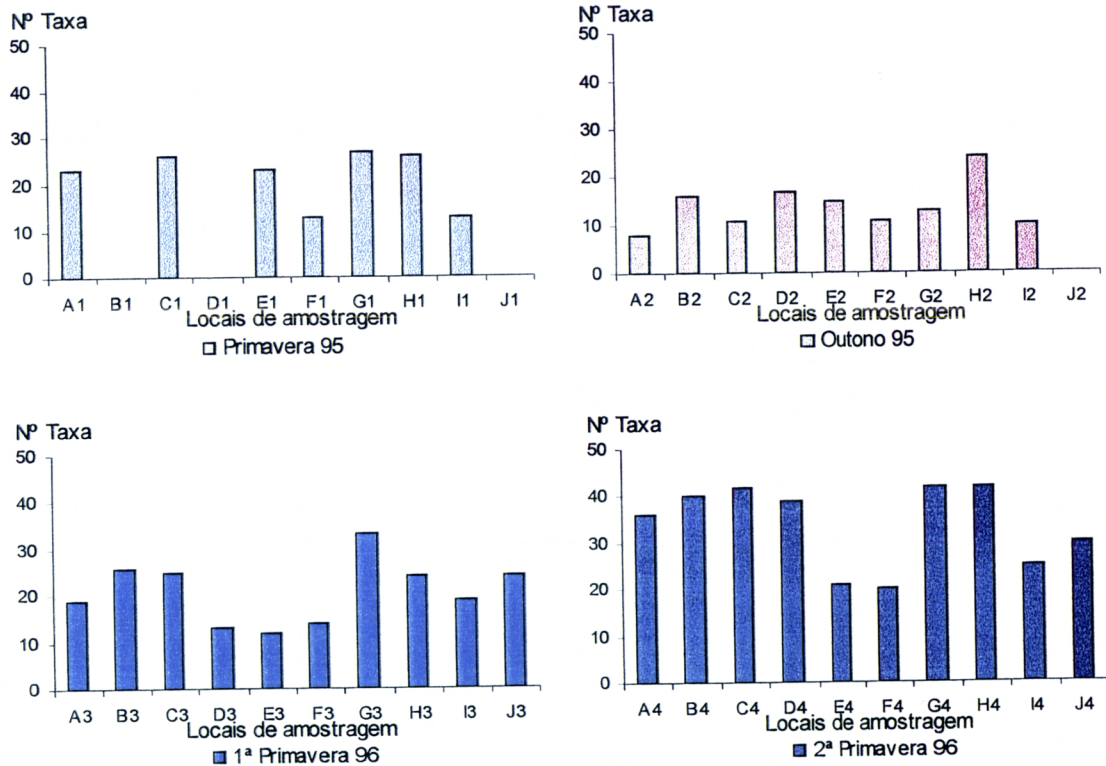 Nº Taxa
50
40
30
20
10
0
A1 B1 C1 D1 E1 F1 G1 H1 I1 J1
Locais de amostragem
Primavera 95
Nº Taxa
50
40
30
20
10
0
A2 B2 C2 D2 E2 F2 G2 H2 I2 J2
Locais de amostragem
Outono 95
Nº Taxa
50
40
30
20
10
0
A3 B3 C3 D3 E3 F3 G3 H3 I3 J3
Locais de amostragem
1ª Primavera 96
Nº Taxa
50
40
30
20
10
0
A4 B4 C4 D4 E4 F4 G4 H4 I4 J4
Locais de amostragem
2ª Primavera 96